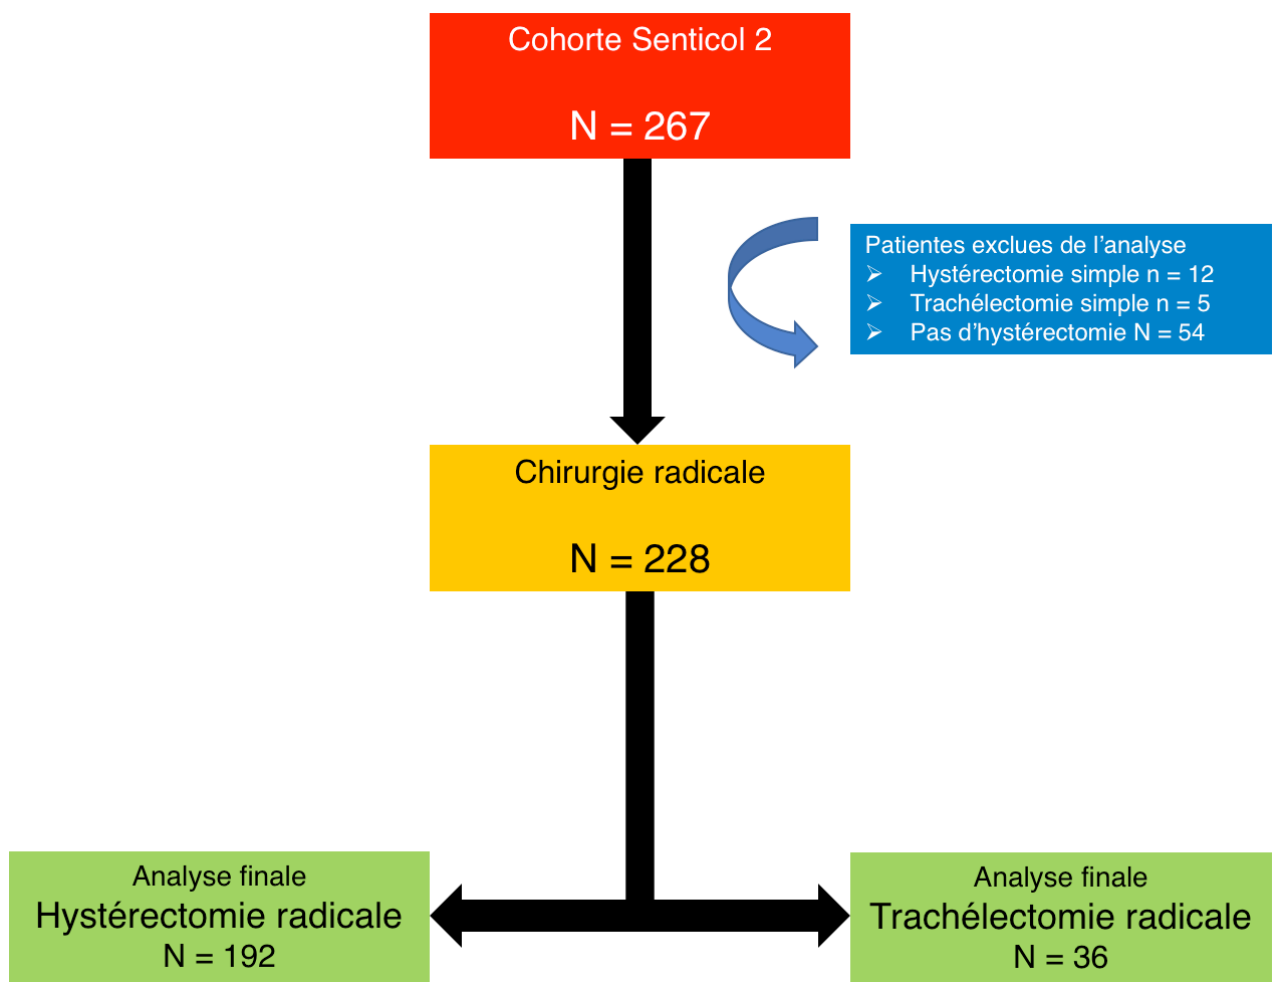 Cohorte Senticol 2
N = 267
Patientes exclues de l'analyse
➢ Hystérectomie simple n = 12
➢ Trachélectomie simple n = 5
➢ Pas d'hystérectomie N = 54
Chirurgie radicale
N = 228
Analyse finale
Hystérectomie radicale
N = 192
Analyse finale
Trachélectomie radicale
N = 36